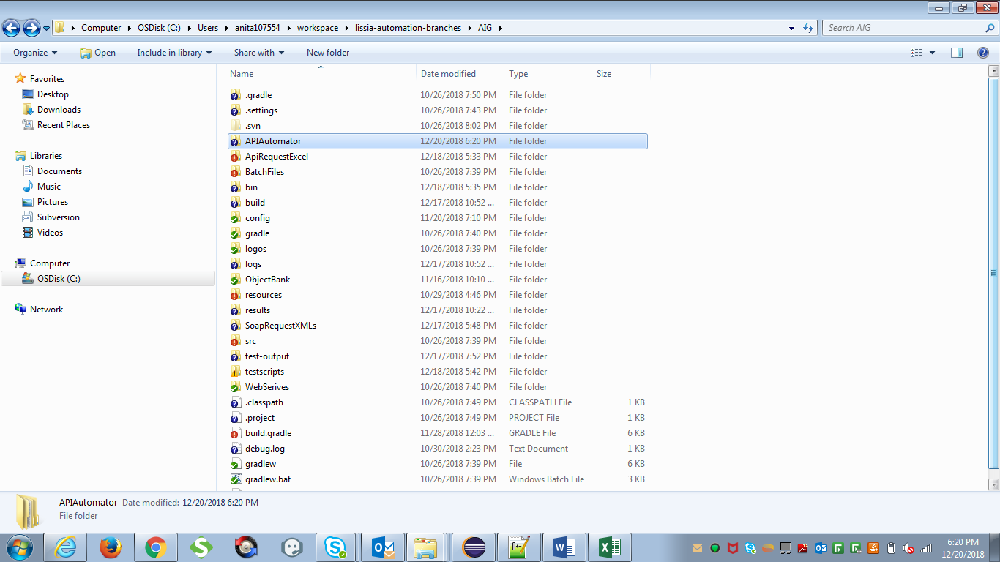 Computer OSDisk (C:) Users anita107554 workspace lissia-automation-branches AIG Search AIG
Organize Open Include in library Share with New folder
Name Date modified Type Size
Favorites
Desktop
Downloads
Recent Places
Libraries
Documents
Music
Pictures
Subversion
Videos
Computer
OSDisk (C:)
Network
.gradle 10/26/2018 7:50 PM File folder
.settings 10/26/2018 7:43 PM File folder
.svn 10/26/2018 8:02 PM File folder
APIAutomator 12/20/2018 6:20 PM File folder
ApiRequestExcel 12/18/2018 5:33 PM File folder
BatchFiles 10/26/2018 7:39 PM File folder
bin 12/18/2018 5:35 PM File folder
build 12/17/2018 10:52 ... File folder
config 11/20/2018 7:10 PM File folder
gradle 10/26/2018 7:40 PM File folder
logos 10/26/2018 7:39 PM File folder
logs 12/17/2018 10:52 ... File folder
ObjectBank 11/16/2018 10:10 ... File folder
resources 10/29/2018 4:46 PM File folder
results 12/17/2018 10:22 ... File folder
SoapRequestXMLs 12/17/2018 5:48 PM File folder
src 10/26/2018 7:39 PM File folder
test-output 12/17/2018 7:52 PM File folder
testscripts 12/18/2018 5:42 PM File folder
WebSerives 10/26/2018 7:40 PM File folder
.classpath 10/26/2018 7:49 PM CLASSPATH File 1 KB
.project 10/26/2018 7:49 PM PROJECT File 1 KB
build.gradle 11/28/2018 12:03 ... GRADLE File 6 KB
debug.log 10/30/2018 2:23 PM Text Document 1 KB
gradlew 10/26/2018 7:39 PM File 6 KB
gradlew.bat 10/26/2018 7:39 PM Windows Batch File 3 KB
APIAutomator Date modified: 12/20/2018 6:20 PM
File folder
6:20 PM
12/20/2018